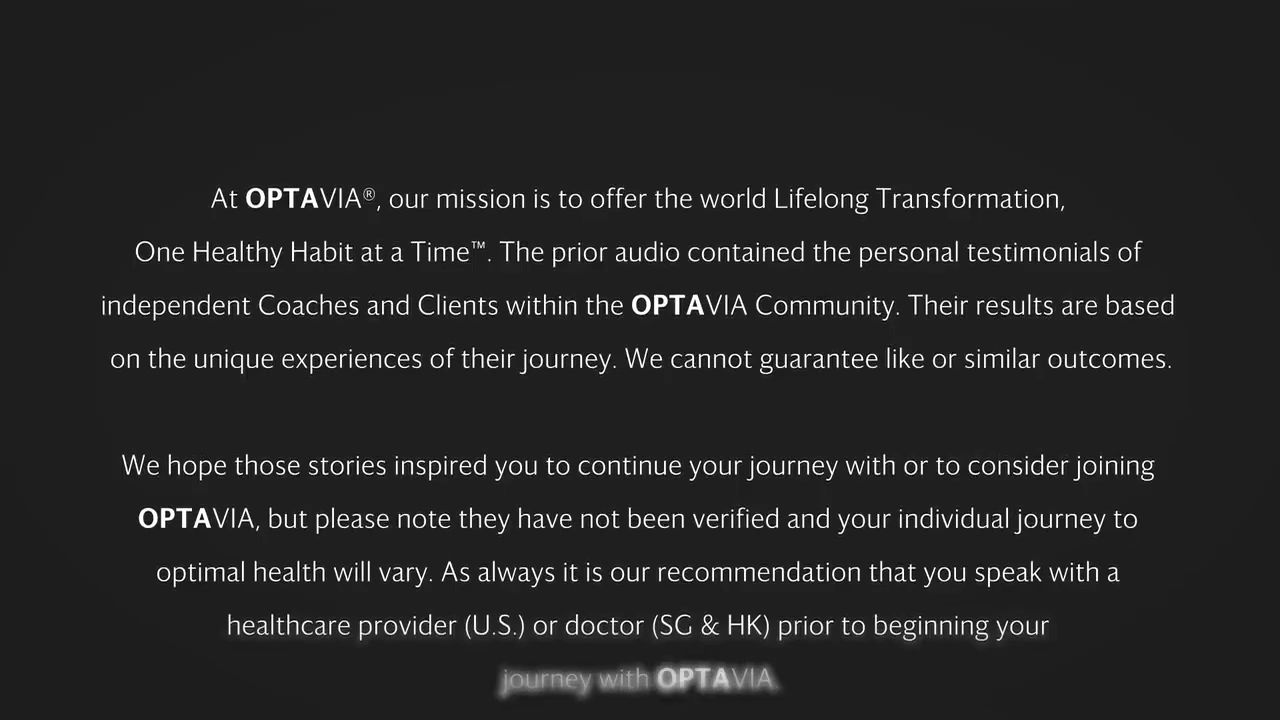 At OPTAVIA®, our mission is to offer the world Lifelong Transformation,
One Healthy Habit at a Time™. The prior audio contained the personal testimonials of
independent Coaches and Clients within the OPTAVIA Community. Their results are based
on the unique experiences of their journey. We cannot guarantee like or similar outcomes.
We hope those stories inspired you to continue your journey with or to consider joining
OPTAVIA, but please note they have not been verified and your individual journey to
optimal health will vary. As always it is our recommendation that you speak with a
healthcare provider (U.S.) or doctor (SG & HK) prior to beginning your
journey with OPTAVIA.